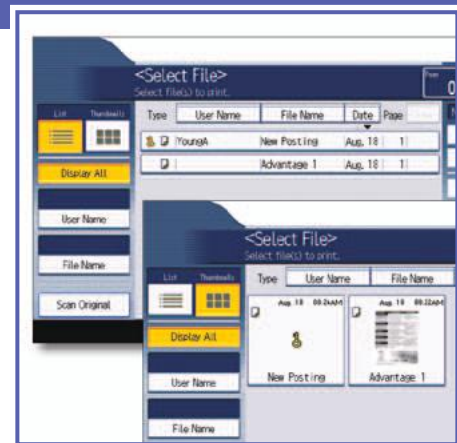 <Select File>
Select file(s) to print.
List Thumbnails Type User Name File Name Date Page
YoungA New Posting Aug. 18 1
Advantage 1 Aug. 18 1
Display All
User Name
File Name
Scan Original
<Select File>
Select file(s) to print.
List Thumbnails Type User Name File Name
Aug. 18
New Posting
Aug. 18
Advantage 1
Display All
User Name
File Name